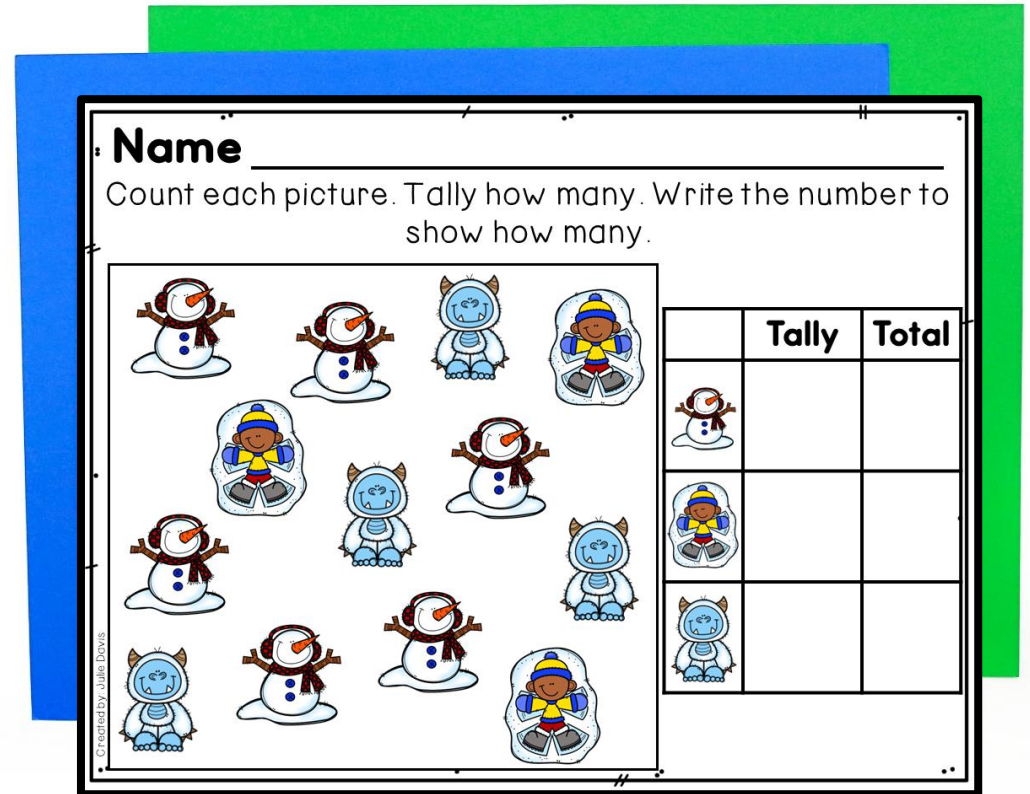 Name
Count each picture. Tally how many. Write the number to
show how many.
Tally Total
Created by: Julie Davis